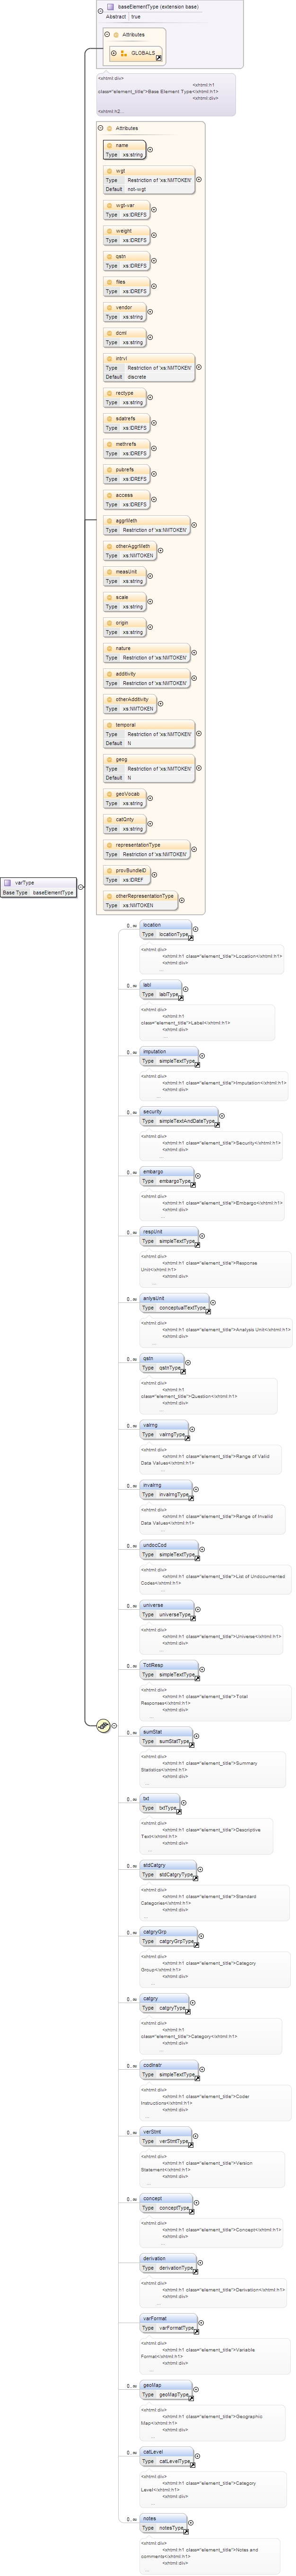 baseElementType (extension base)
Abstract true
Attributes
GLOBALS
<xhtml:div>
<xhtml:h1
class="element_title">Base Element Type</xhtml:h1>
<xhtml:div>
<xhtml:h2...
Attributes
name
Type xs:string
wgt
Type Restriction of 'xs:NMTOKEN'
Default not-wgt
wgt-var
Type xs:IDREFS
weight
Type xs:IDREFS
qstn
Type xs:IDREFS
files
Type xs:IDREFS
vendor
Type xs:string
dcml
Type xs:string
intrvl
Type Restriction of 'xs:NMTOKEN'
Default discrete
rectype
Type xs:string
sdatrefs
Type xs:IDREFS
methrefs
Type xs:IDREFS
pubrefs
Type xs:IDREFS
access
Type xs:IDREFS
aggrMeth
Type Restriction of 'xs:NMTOKEN'
otherAggrMeth
Type xs:NMTOKEN
measUnit
Type xs:string
scale
Type xs:string
origin
Type xs:string
nature
Type Restriction of 'xs:NMTOKEN'
additivity
Type Restriction of 'xs:NMTOKEN'
otherAdditivity
Type xs:NMTOKEN
temporal
Type Restriction of 'xs:NMTOKEN'
Default N
geog
Type Restriction of 'xs:NMTOKEN'
Default N
geoVocab
Type xs:string
catQnty
Type xs:string
representationType
Type Restriction of 'xs:NMTOKEN'
varType
Base Type baseElementType
provBundleID
Type xs:IDREF
otherRepresentationType
Type xs:NMTOKEN
0..∞ location
Type locationType
<xhtml:div>
<xhtml:h1 class="element_title">Location</xhtml:h1>
<xhtml:div>
...
0..∞ labl
Type lablType
<xhtml:div>
<xhtml:h1
class="element_title">Label</xhtml:h1>
<xhtml:div>
...
0..∞ imputation
Type simpleTextType
<xhtml:div>
<xhtml:h1 class="element_title">Imputation</xhtml:h1>
<xhtml:div>
...
0..∞ security
Type simpleTextAndDateType
<xhtml:div>
<xhtml:h1 class="element_title">Security</xhtml:h1>
<xhtml:div>
...
0..∞ embargo
Type embargoType
<xhtml:div>
<xhtml:h1 class="element_title">Embargo</xhtml:h1>
<xhtml:div>
...
0..∞ respUnit
Type simpleTextType
<xhtml:div>
<xhtml:h1 class="element_title">Response
Unit</xhtml:h1>
<xhtml:div>
...
0..∞ anlysUnit
Type conceptualTextType
<xhtml:div>
<xhtml:h1 class="element_title">Analysis Unit</xhtml:h1>
<xhtml:div>
...
0..∞ qstn
Type qstnType
<xhtml:div>
<xhtml:h1
class="element_title">Question</xhtml:h1>
<xhtml:div>
...
0..∞ valrng
Type valrngType
<xhtml:div>
<xhtml:h1 class="element_title">Range of Valid
Data Values</xhtml:h1>
<xhtml:div>
...
0..∞ invalrng
Type invalrngType
<xhtml:div>
<xhtml:h1 class="element_title">Range of Invalid
Data Values</xhtml:h1>
<xhtml:div>
...
0..∞ undocCod
Type simpleTextType
<xhtml:div>
<xhtml:h1 class="element_title">List of Undocumented
Codes</xhtml:h1>
<xhtml:div>
...
0..∞ universe
Type universeType
<xhtml:div>
<xhtml:h1 class="element_title">Universe</xhtml:h1>
<xhtml:div>
...
0..∞ TotlResp
Type simpleTextType
<xhtml:div>
<xhtml:h1 class="element_title">Total
Responses</xhtml:h1>
<xhtml:div>
...
0..∞ sumStat
Type sumStatType
<xhtml:div>
<xhtml:h1 class="element_title">Summary
Statistics</xhtml:h1>
<xhtml:div>
...
0..∞ txt
Type txtType
<xhtml:div>
<xhtml:h1 class="element_title">Descriptive
Text</xhtml:h1>
<xhtml:div>
...
0..∞ stdCatgry
Type stdCatgryType
<xhtml:div>
<xhtml:h1 class="element_title">Standard
Categories</xhtml:h1>
<xhtml:div>
...
0..∞ catgryGrp
Type catgryGrpType
<xhtml:div>
<xhtml:h1 class="element_title">Category
Group</xhtml:h1>
<xhtml:div>
...
0..∞ catgry
Type catgryType
<xhtml:div>
<xhtml:h1
class="element_title">Category</xhtml:h1>
<xhtml:div>
...
0..∞ codInstr
Type simpleTextType
<xhtml:div>
<xhtml:h1 class="element_title">Coder
Instructions</xhtml:h1>
<xhtml:div>
...
0..∞ verStmt
Type verStmtType
<xhtml:div>
<xhtml:h1 class="element_title">Version
Statement</xhtml:h1>
<xhtml:div>
...
0..∞ concept
Type conceptType
<xhtml:div>
<xhtml:h1 class="element_title">Concept</xhtml:h1>
<xhtml:div>
...
derivation
Type derivationType
<xhtml:div>
<xhtml:h1 class="element_title">Derivation</xhtml:h1>
<xhtml:div>
...
varFormat
Type varFormatType
<xhtml:div>
<xhtml:h1 class="element_title">Variable
Format</xhtml:h1>
<xhtml:div>
...
0..∞ geoMap
Type geoMapType
<xhtml:div>
<xhtml:h1 class="element_title">Geographic
Map</xhtml:h1>
<xhtml:div>
...
0..∞ catLevel
Type catLevelType
<xhtml:div>
<xhtml:h1 class="element_title">Category
Level</xhtml:h1>
<xhtml:div>
...
0..∞ notes
Type notesType
<xhtml:div>
<xhtml:h1 class="element_title">Notes and
comments</xhtml:h1>
<xhtml:div>
...